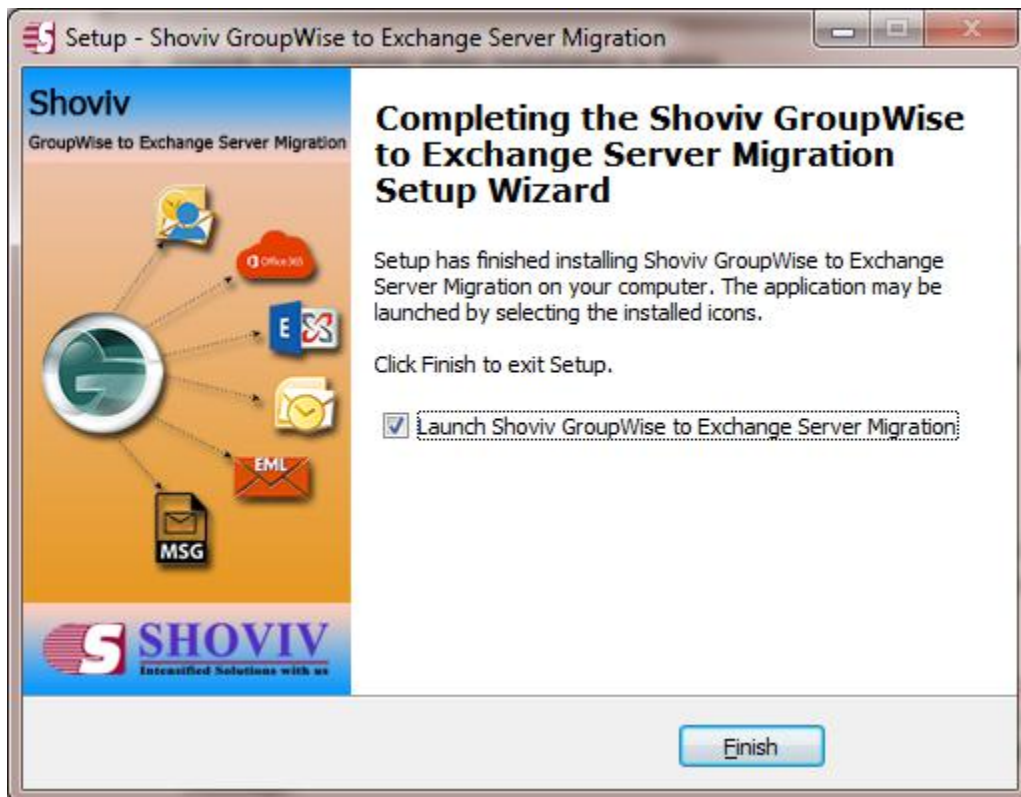 Setup - Shoviv GroupWise to Exchange Server Migration
Shoviv
GroupWise to Exchange Server Migration
Office 365
E
EML
MSG
S SHOVIV
Intensified Solutions with us
Completing the Shoviv GroupWise
to Exchange Server Migration
Setup Wizard
Setup has finished installing Shoviv GroupWise to Exchange
Server Migration on your computer. The application may be
launched by selecting the installed icons.
Click Finish to exit Setup.
Launch Shoviv GroupWise to Exchange Server Migration
Finish